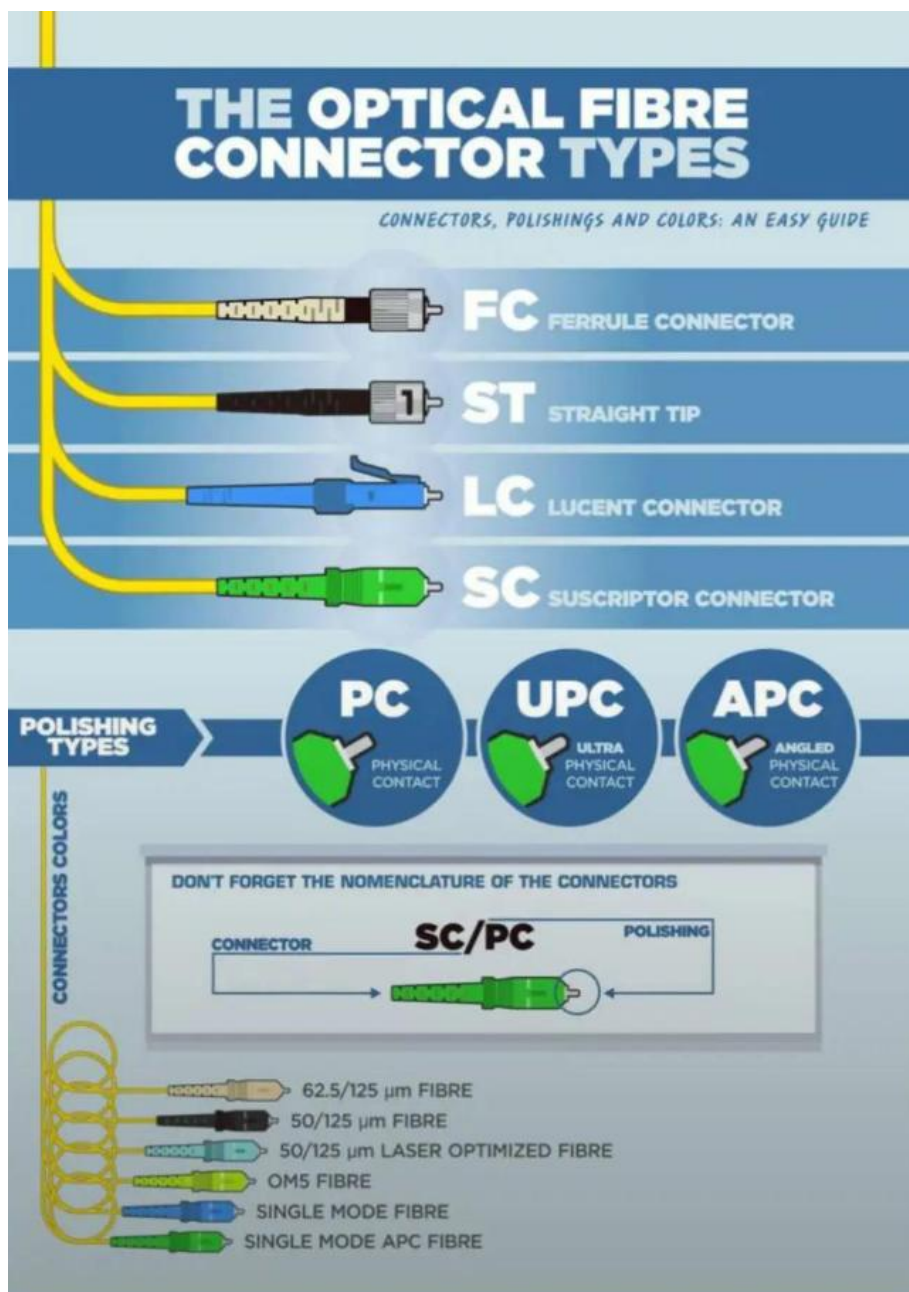 THE OPTICAL FIBRE
CONNECTOR TYPES
CONNECTORS, POLISHINGS AND COLORS: AN EASY GUIDE
FC FERRULE CONNECTOR
1
ST STRAIGHT TIP
LC LUCENT CONNECTOR
SC SUSCRIPTOR CONNECTOR
POLISHING
TYPES
PC
PHYSICAL
CONTACT
UPC
ULTRA
PHYSICAL
CONTACT
APC
ANGLED
PHYSICAL
CONTACT
CONNECTORS COLORS
DON'T FORGET THE NOMENCLATURE OF THE CONNECTORS
CONNECTOR
SC/PC
POLISHING
62.5/125 µm FIBRE
50/125 µm FIBRE
50/125 µm LASER OPTIMIZED FIBRE
OM5 FIBRE
SINGLE MODE FIBRE
SINGLE MODE APC FIBRE